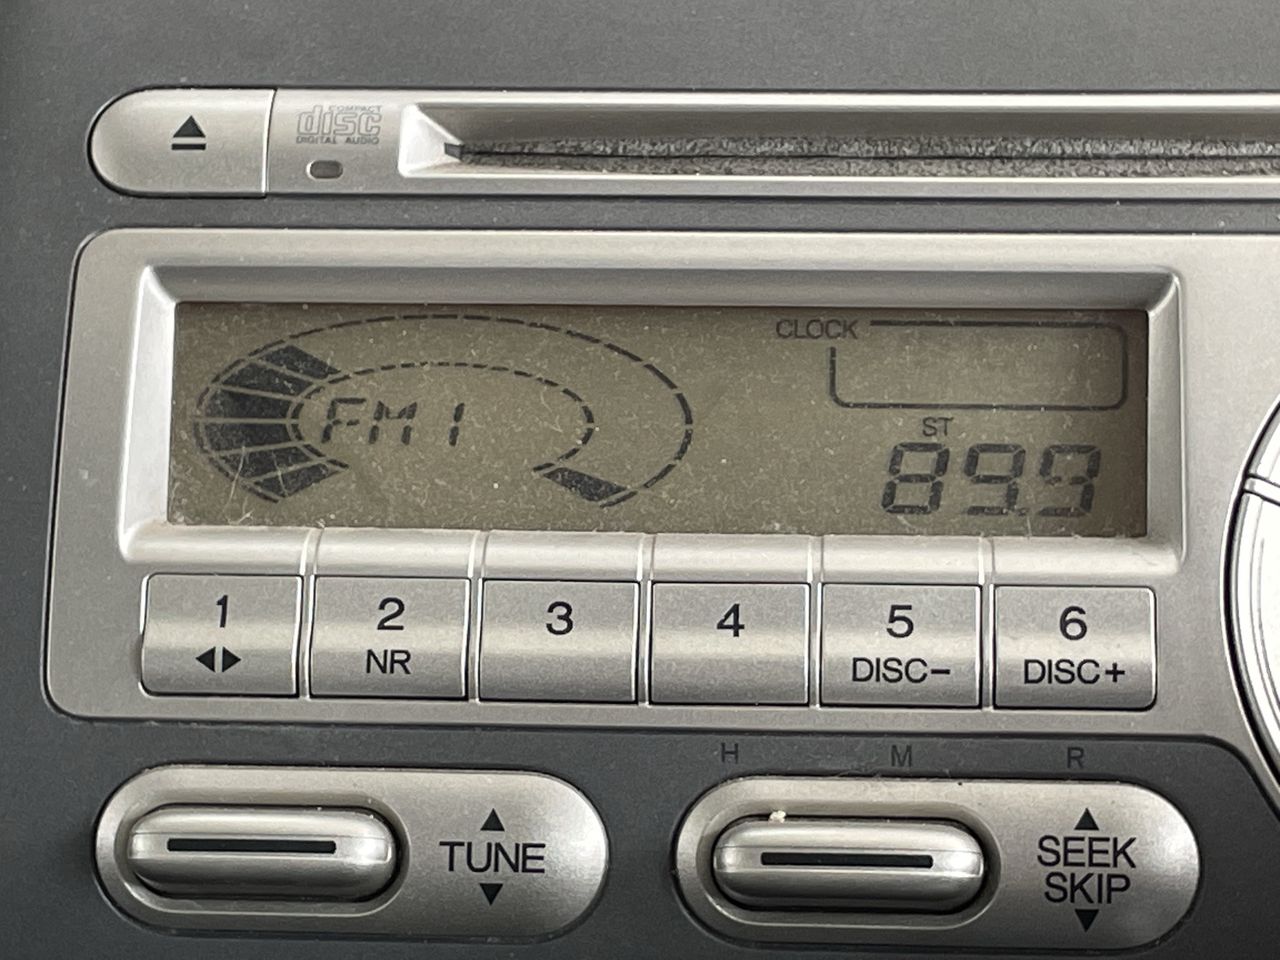 COMPACT
disc
DIGITAL AUDIO
CLOCK
FM1
ST
89.9
1
2
NR
3
4
5
DISC-
6
DISC+
H
M
R
TUNE
SEEK
SKIP